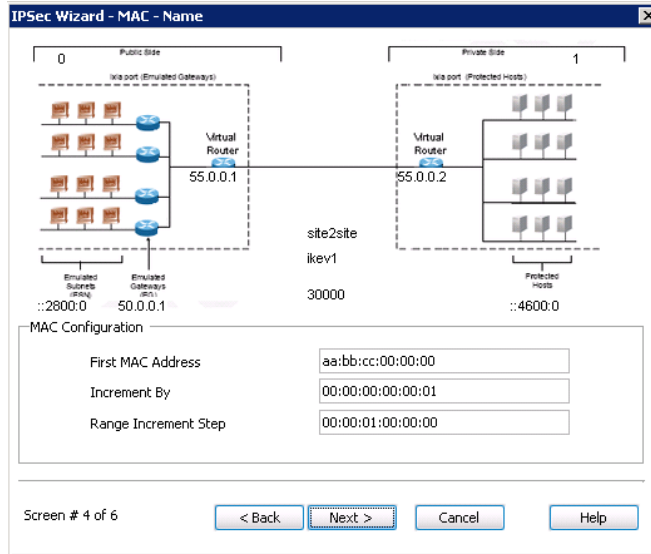 IPSec Wizard - MAC - Name
0
Public Side
Private Side
1
Ixia port (Emulated Gateways)
Ixia port (Protected Hosts)
Virtual
Router
Virtual
Router
55.0.0.1
55.0.0.2
site2site
ikev1
30000
Emulated
Subnets
(ESN)
Emulated
Gateways
(EG)
Protected
Hosts
::2800:0
50.0.0.1
::4600:0
MAC Configuration
First MAC Address
aa:bb:cc:00:00:00
Increment By
00:00:00:00:00:01
Range Increment Step
00:00:01:00:00:00
Screen # 4 of 6
< Back
Next >
Cancel
Help